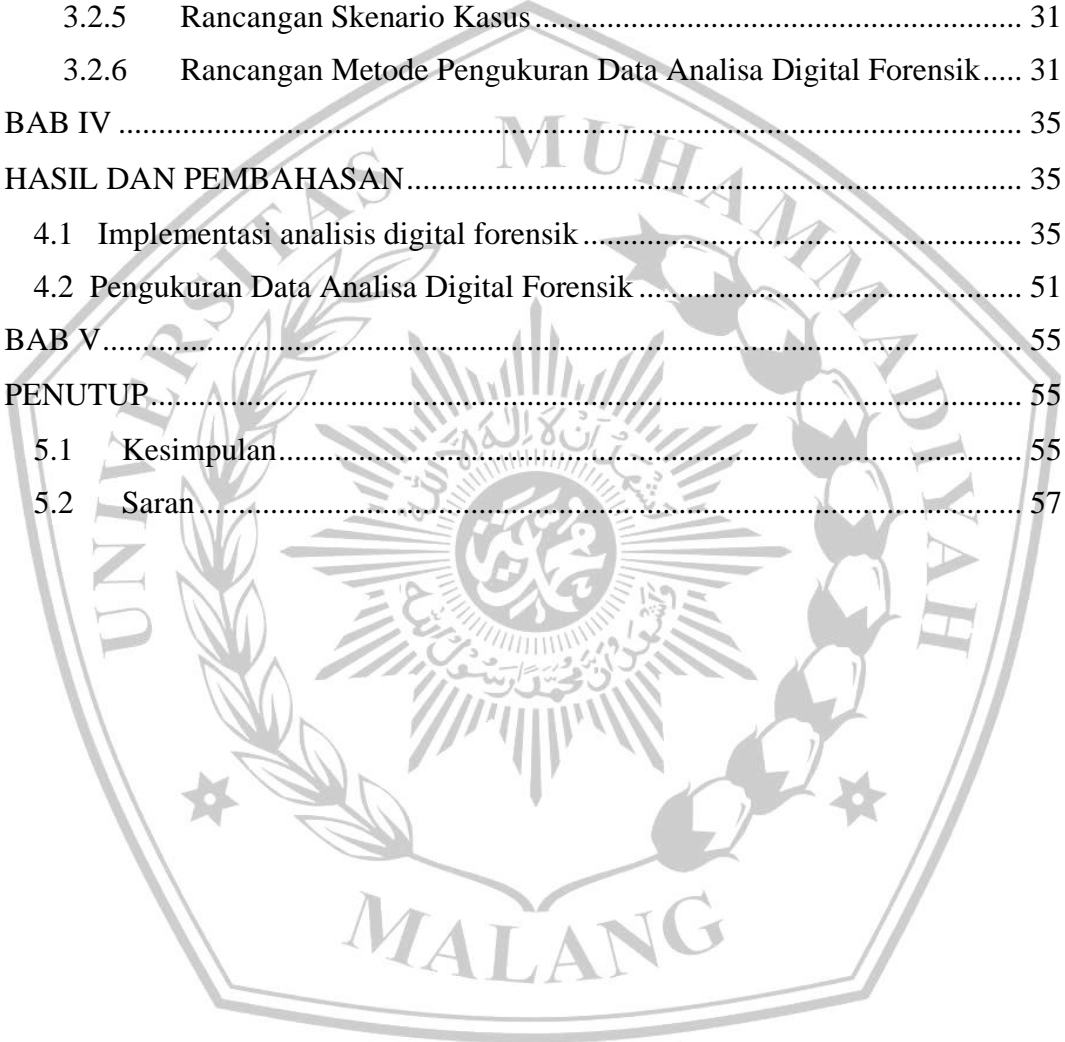 3.2.5 Rancangan Skenario Kasus ........................................................... 31
3.2.6 Rancangan Metode Pengukuran Data Analisa Digital Forensik ..... 31
BAB IV ................................................................................................................. 35
HASIL DAN PEMBAHASAN ............................................................................. 35
4.1 Implementasi analisis digital forensik ....................................................... 35
4.2 Pengukuran Data Analisa Digital Forensik ................................................ 51
BAB V ................................................................................................................... 55
PENUTUP ............................................................................................................. 55
5.1 Kesimpulan ............................................................................................. 55
5.2 Saran ....................................................................................................... 57
UNIVERSITAS MUHAMMADIYAH
MALANG